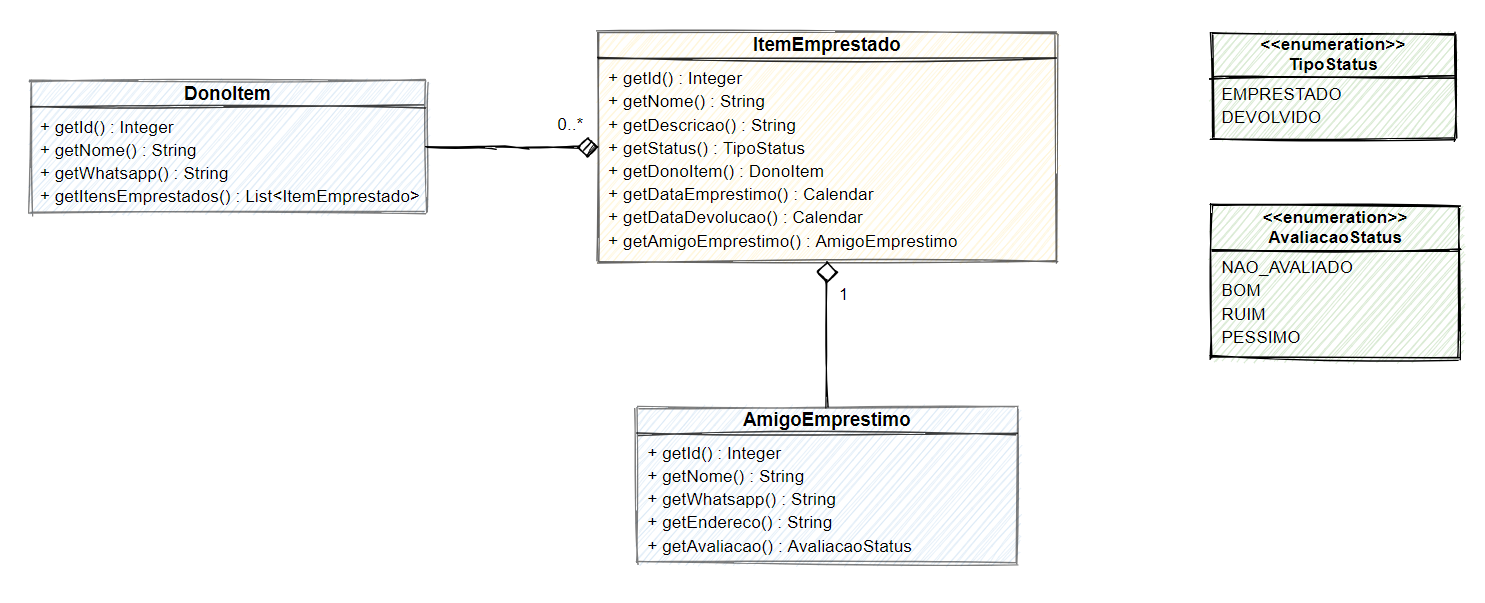 DonoItem
+ getId() : Integer
+ getNome() : String
+ getWhatsapp() : String
+ getItensEmprestados() : List<ItemEmprestado>
0..*
ItemEmprestado
+ getId() : Integer
+ getNome() : String
+ getDescricao() : String
+ getStatus() : TipoStatus
+ getDonoItem() : DonoItem
+ getDataEmprestimo() : Calendar
+ getDataDevolucao() : Calendar
+ getAmigoEmprestimo() : AmigoEmprestimo
1
AmigoEmprestimo
+ getId() : Integer
+ getNome() : String
+ getWhatsapp() : String
+ getEndereco() : String
+ getAvaliacao() : AvaliacaoStatus
<<enumeration>>
TipoStatus
EMPRESTADO
DEVOLVIDO
<<enumeration>>
AvaliacaoStatus
NAO_AVALIADO
BOM
RUIM
PESSIMO